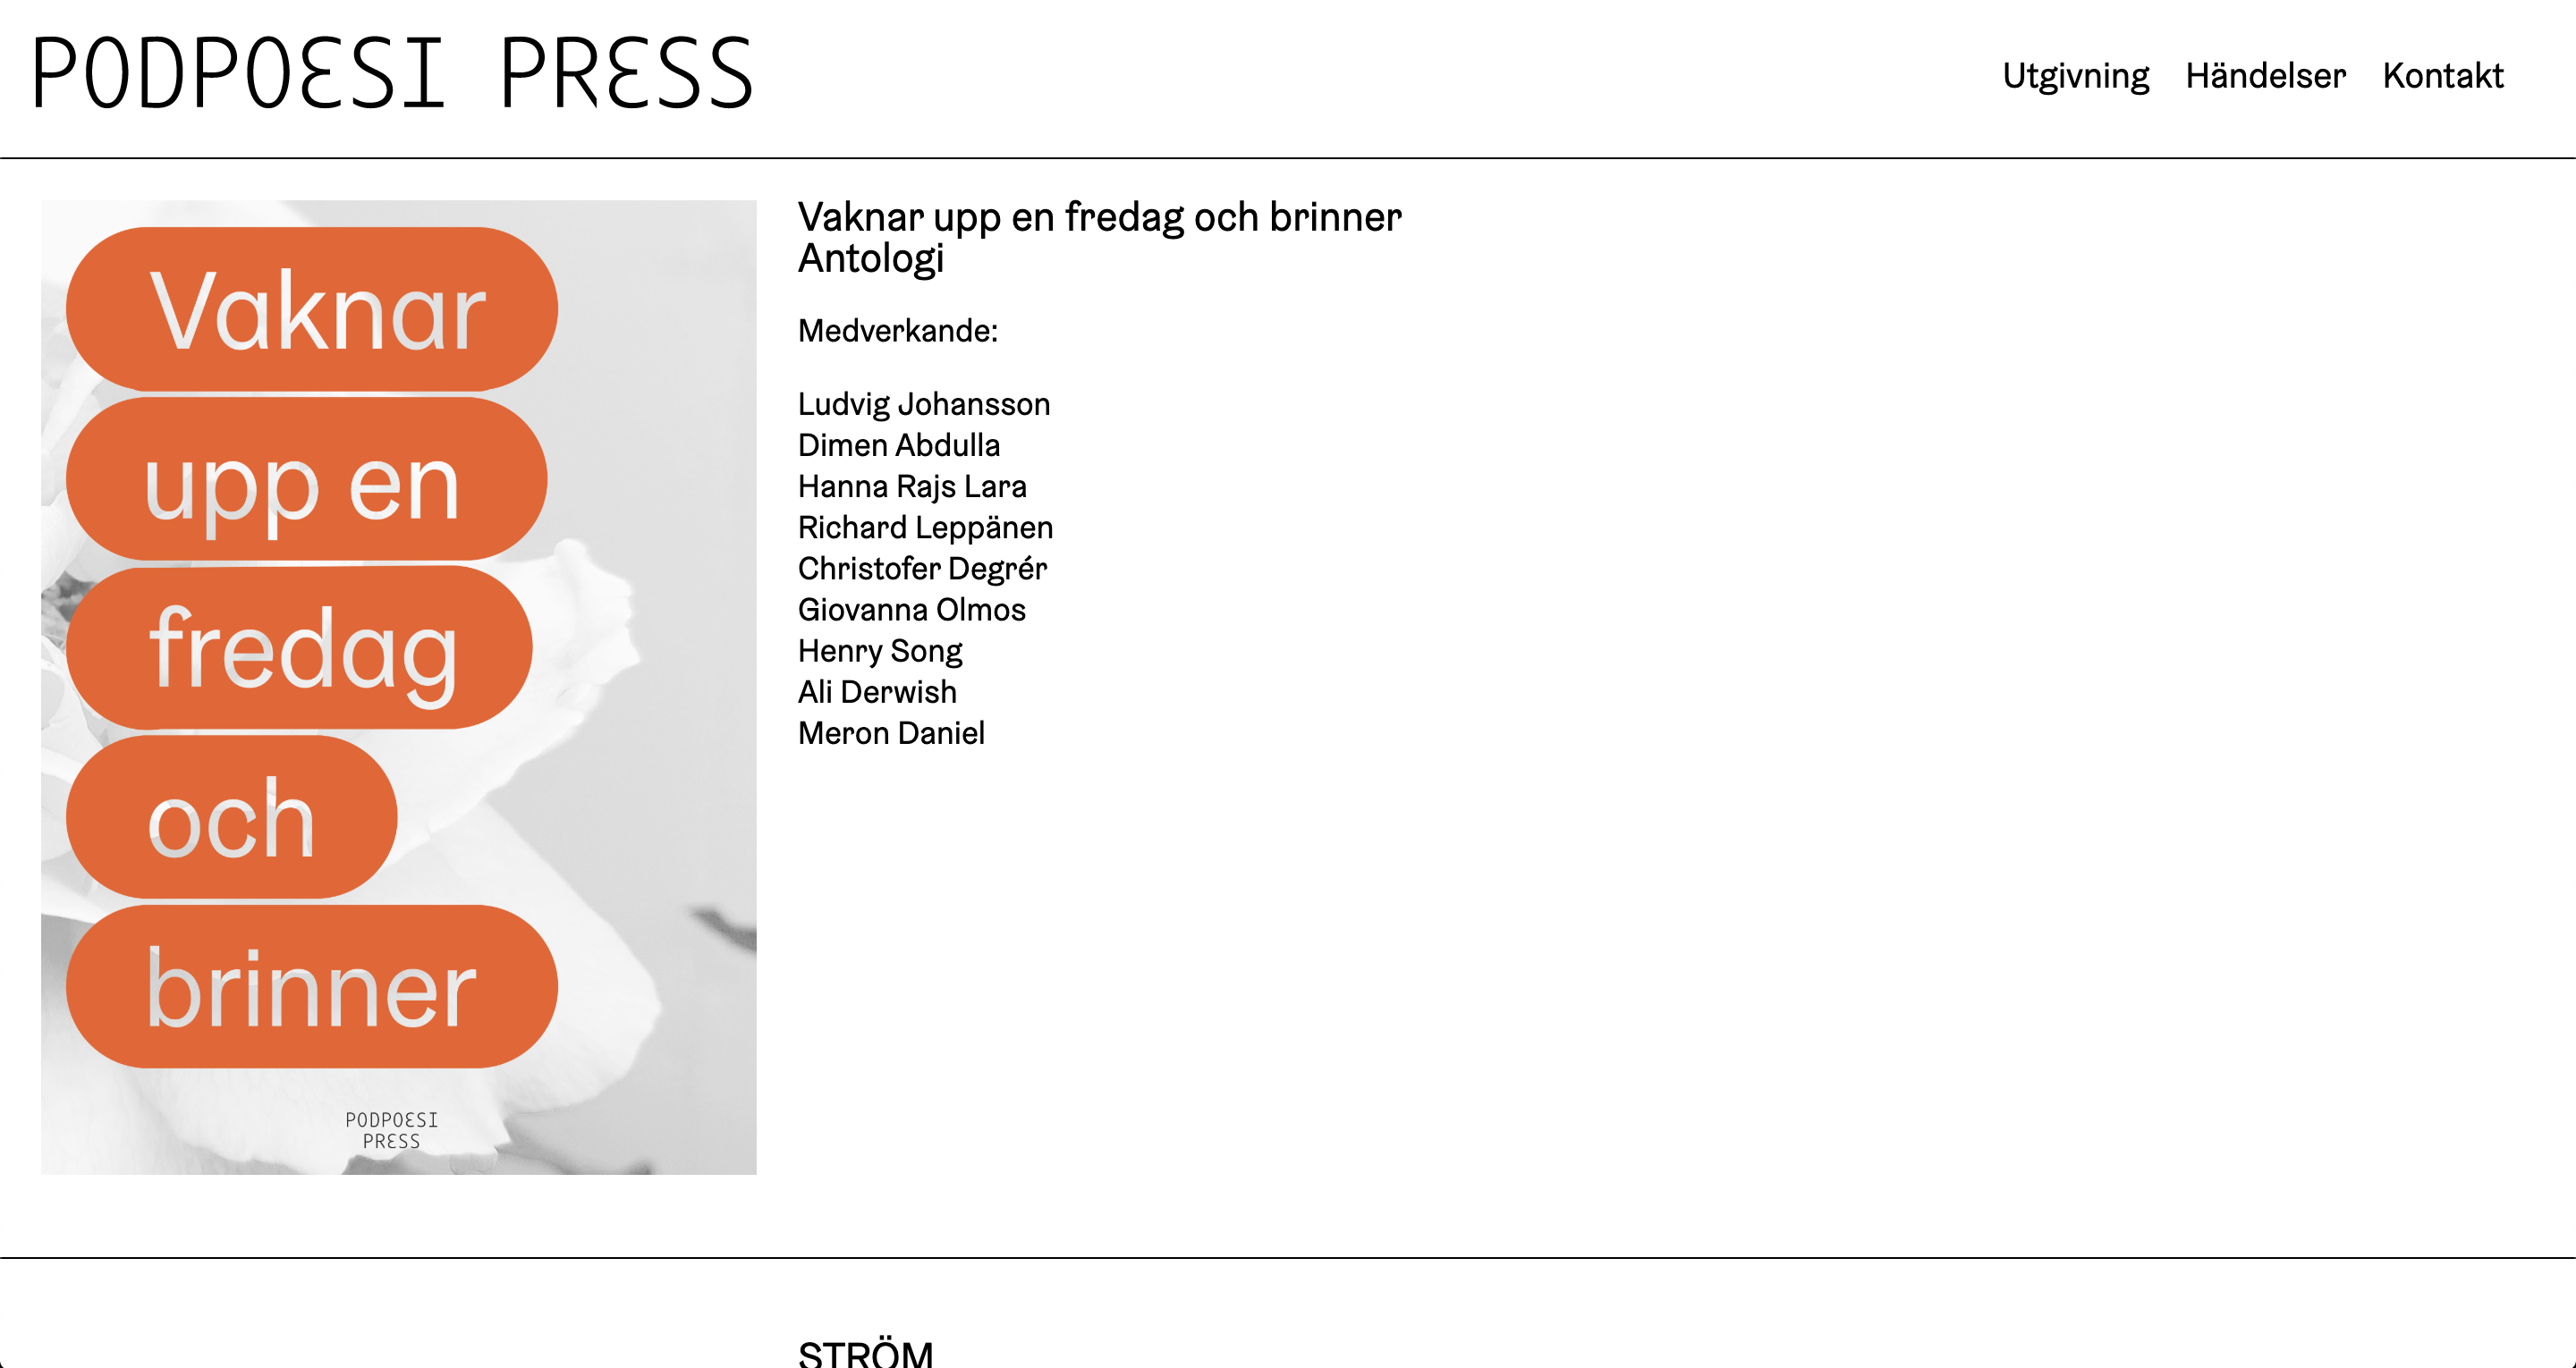 PODPOESI PRESS
Utgivning Händelser Kontakt
Vaknar
upp en
fredag
och
brinner
PODPOESI
PRESS
Vaknar upp en fredag och brinner
Antologi
Medverkande:
Ludvig Johansson
Dimen Abdulla
Hanna Rajs Lara
Richard Leppänen
Christofer Degrér
Giovanna Olmos
Henry Song
Ali Derwish
Meron Daniel
STRÖM